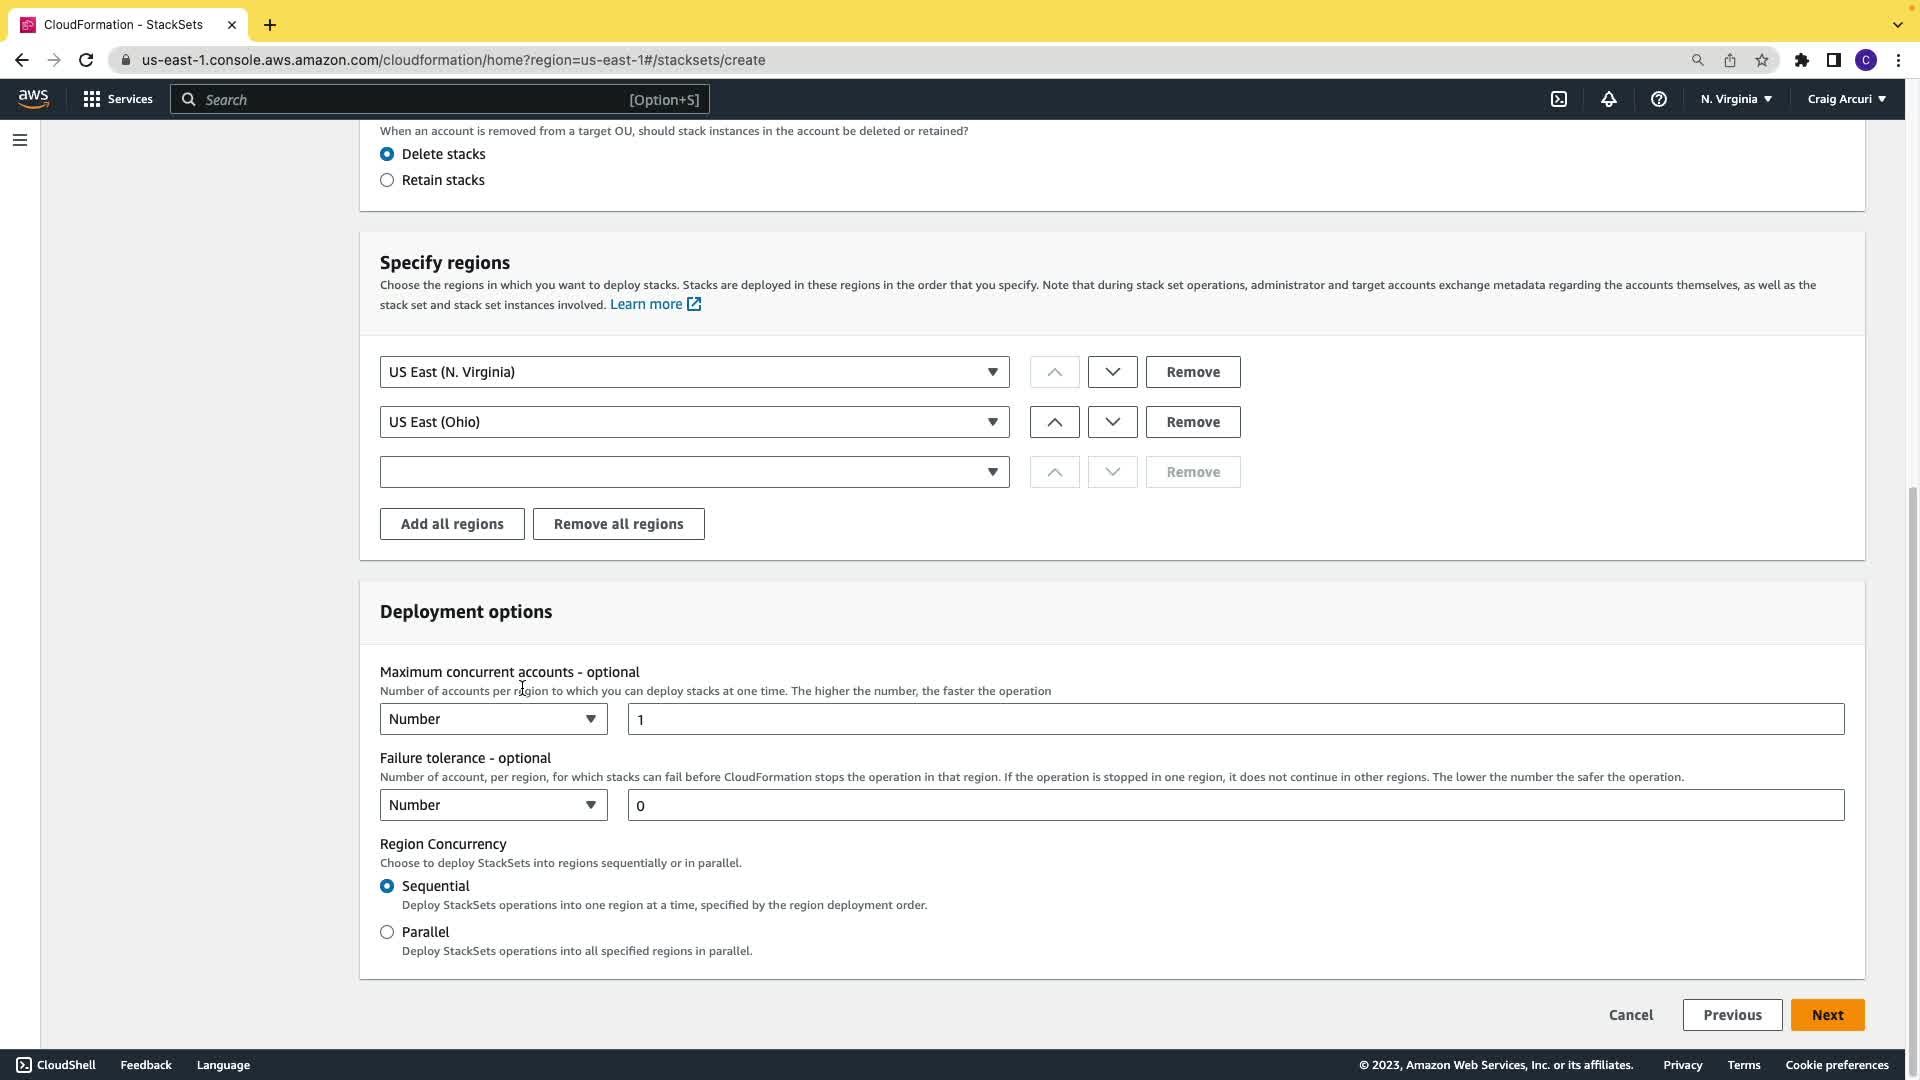 CloudFormation - StackSets
us-east-1.console.aws.amazon.com/cloudformation/home?region=us-east-1#/stacksets/create
C
aws
Services
Search
[Option+S]
N. Virginia
Craig Arcuri
When an account is removed from a target OU, should stack instances in the account be deleted or retained?
Delete stacks
Retain stacks
Specify regions
Choose the regions in which you want to deploy stacks. Stacks are deployed in these regions in the order that you specify. Note that during stack set operations, administrator and target accounts exchange metadata regarding the accounts themselves, as well as the
stack set and stack set instances involved. Learn more
US East (N. Virginia)
Remove
US East (Ohio)
Remove
Remove
Add all regions
Remove all regions
Deployment options
Maximum concurrent accounts - optional
Number of accounts per region to which you can deploy stacks at one time. The higher the number, the faster the operation
Number
1
Failure tolerance - optional
Number of account, per region, for which stacks can fail before CloudFormation stops the operation in that region. If the operation is stopped in one region, it does not continue in other regions. The lower the number the safer the operation.
Number
0
Region Concurrency
Choose to deploy StackSets into regions sequentially or in parallel.
Sequential
Deploy StackSets operations into one region at a time, specified by the region deployment order.
Parallel
Deploy StackSets operations into all specified regions in parallel.
Cancel
Previous
Next
CloudShell
Feedback
Language
© 2023, Amazon Web Services, Inc. or its affiliates.
Privacy
Terms
Cookie preferences